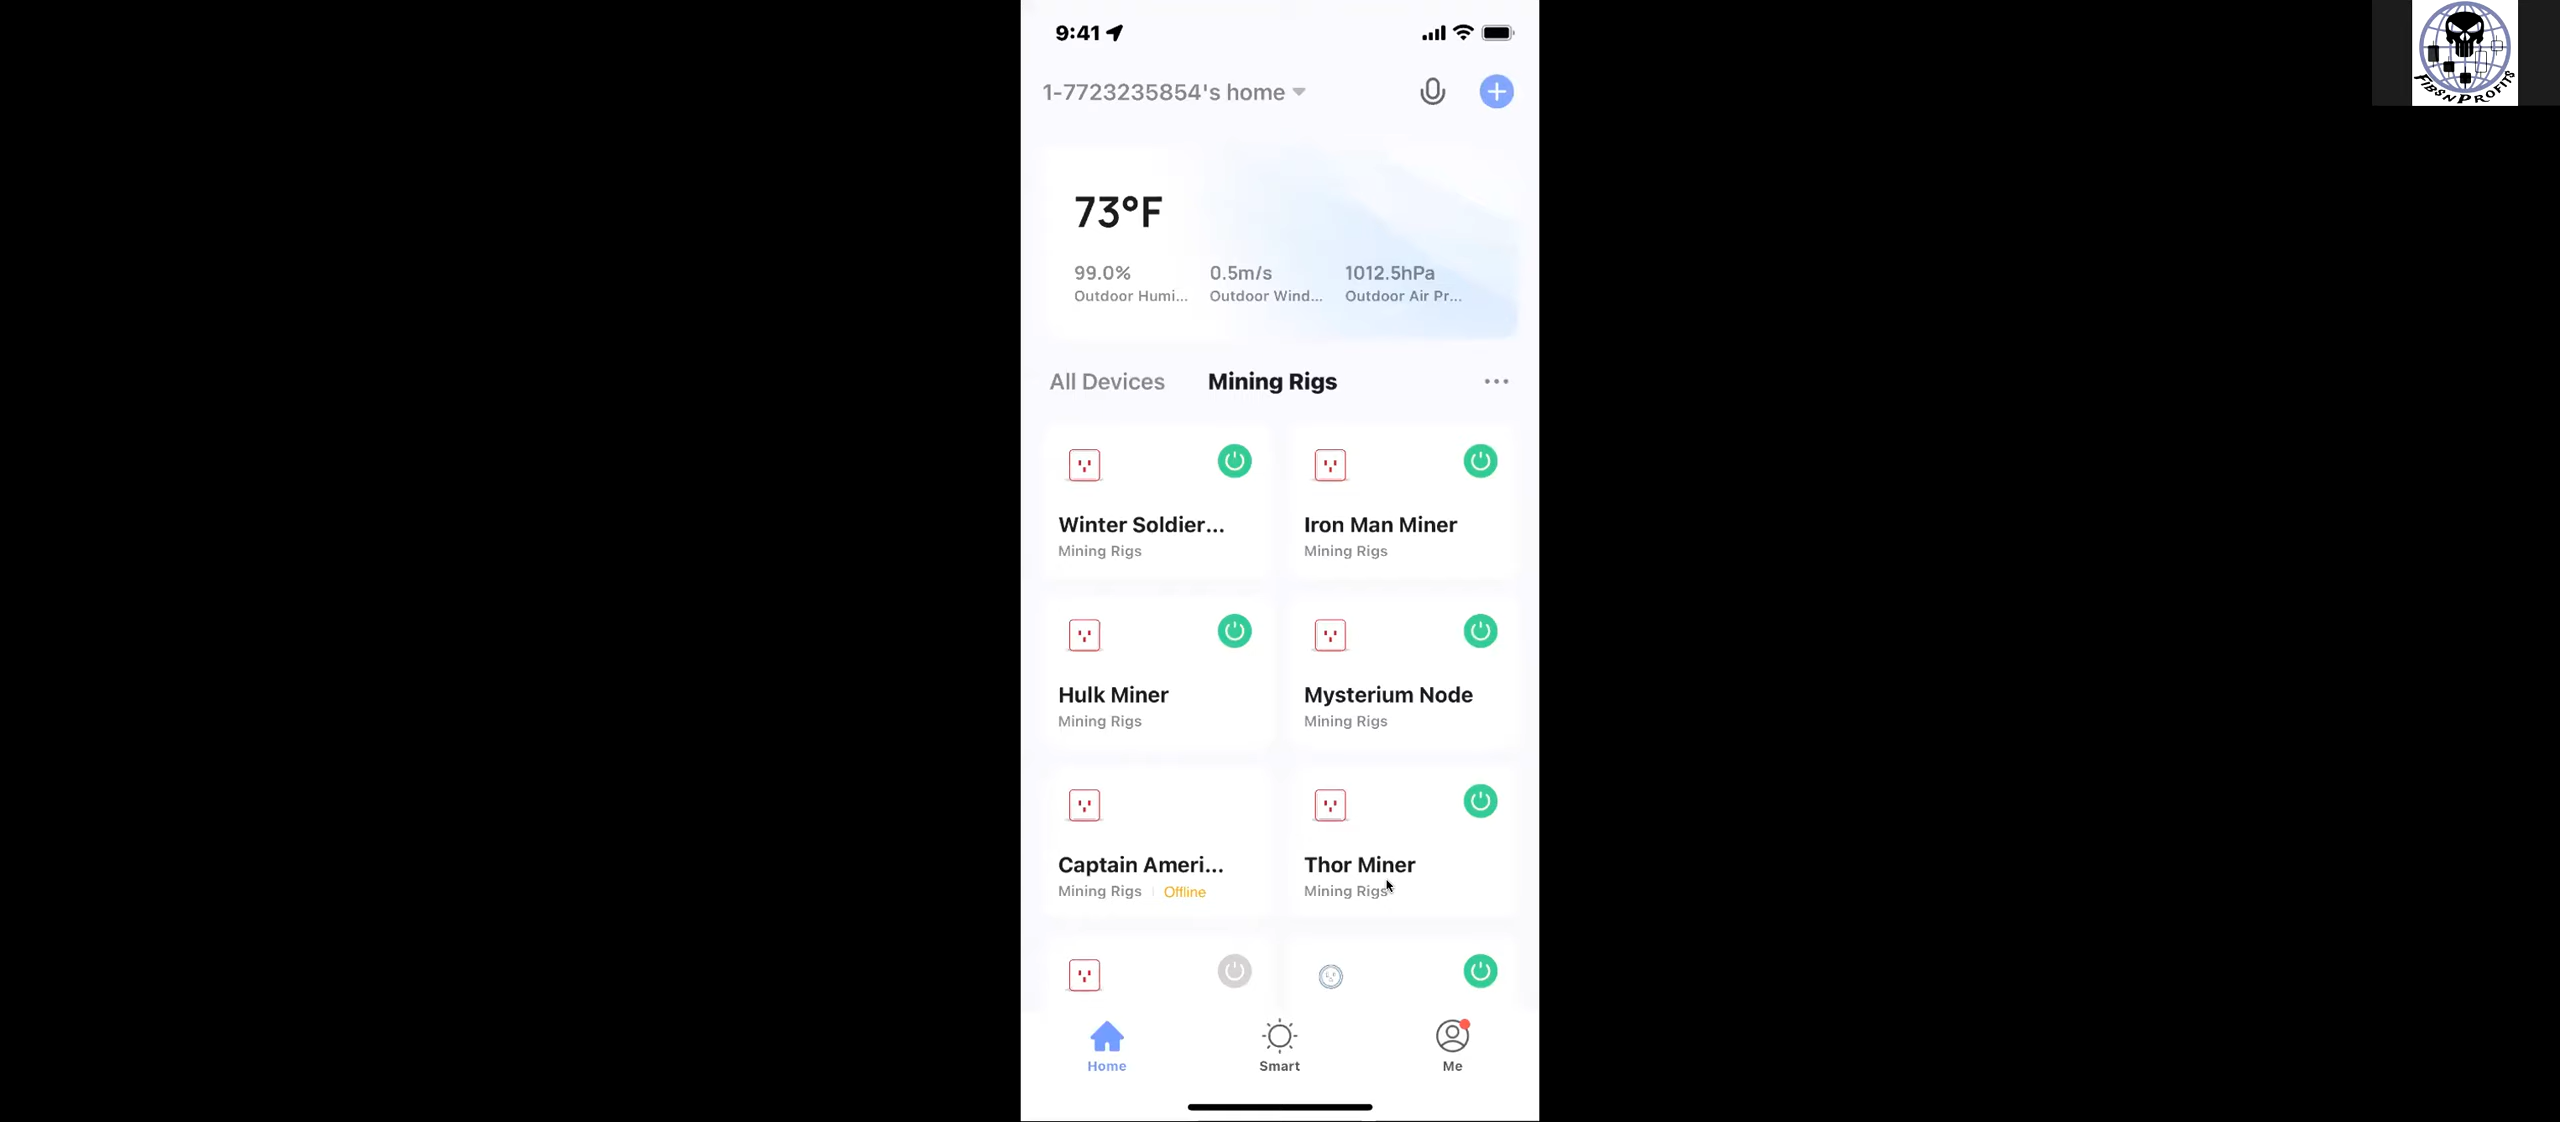 9:41
FIBSNPROFITS
1-7723235854's home
73°F
99.0% 0.5m/s 1012.5hPa
Outdoor Humi... Outdoor Wind... Outdoor Air Pr...
All Devices Mining Rigs
Winter Soldier... Iron Man Miner
Mining Rigs Mining Rigs
Hulk Miner Mysterium Node
Mining Rigs Mining Rigs
Captain Ameri... Thor Miner
Mining Rigs Offline Mining Rigs
Home Smart Me